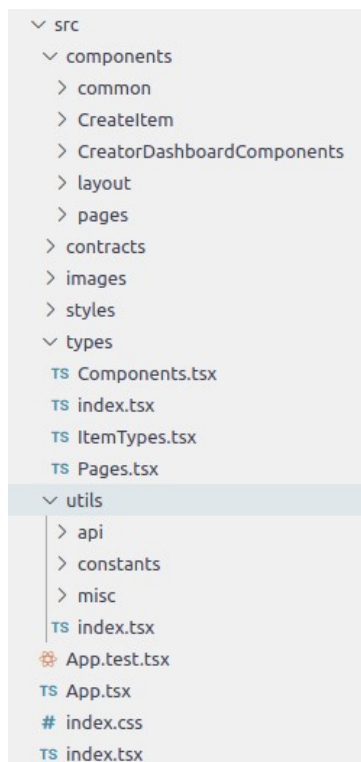 src
components
common
CreateItem
CreatorDashboardComponents
layout
pages
contracts
images
styles
types
TS Components.tsx
TS index.tsx
TS ItemTypes.tsx
TS Pages.tsx
utils
api
constants
misc
TS index.tsx
App.test.tsx
TS App.tsx
# index.css
TS index.tsx